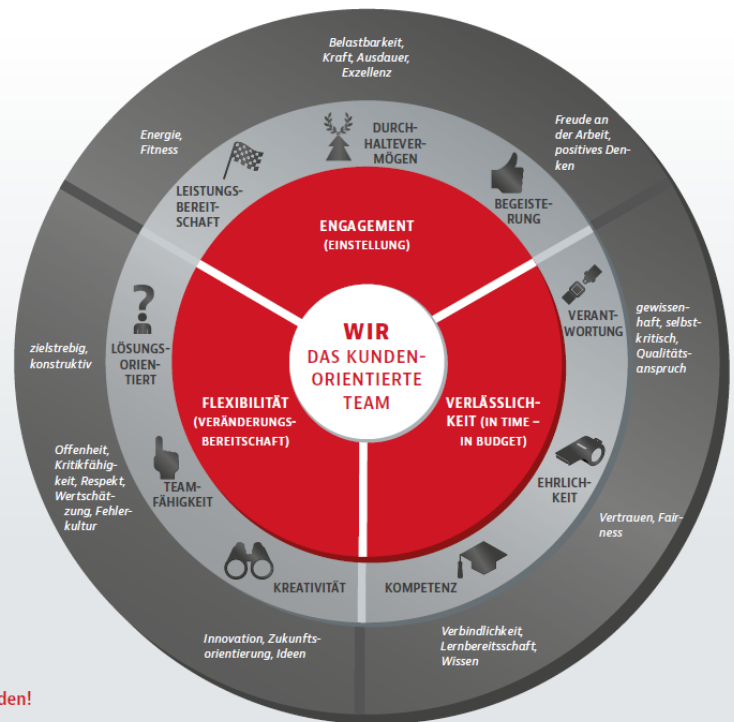 Belastbarkeit,
Kraft, Ausdauer,
Exzellenz
Energie,
Fitness
Freude an
der Arbeit,
positives Den-
ken
DURCH-
HALTEVER-
MÖGEN
LEISTUNGS-
BEREIT-
SCHAFT
BEGEISTE-
RUNG
ENGAGEMENT
(EINSTELLUNG)
VERANT-
WORTUNG
gewissen-
haft, selbst-
kritisch,
Qualitäts-
anspruch
zielstrebig,
konstruktiv
?
LÖSUNGS-
ORIEN-
TIERT
WIR
DAS KUNDEN-
ORIENTIERTE
TEAM
FLEXIBILITÄT
(VERÄNDERUNGS-
BEREITSCHAFT)
VERLÄSSLICH-
KEIT (IN TIME –
IN BUDGET)
Offenheit,
Kritikfähig-
keit, Respekt,
Wertschät-
zung, Fehler-
kultur
TEAM-
FÄHIGKEIT
EHRLICH-
KEIT
Vertrauen, Fair-
ness
KREATIVITÄT
KOMPETENZ
Innovation, Zukunfts-
orientierung, Ideen
Verbindlichkeit,
Lernbereitsschaft,
Wissen
den!